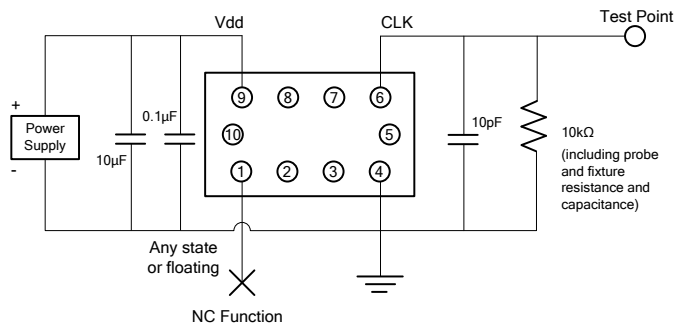 Test Point
Vdd
CLK
+
Power
Supply
-
10µF
0.1µF
9
8
7
6
10
5
1
2
3
4
10pF
10kΩ
(including probe
and fixture
resistance and
capacitance)
Any state
or floating
NC Function